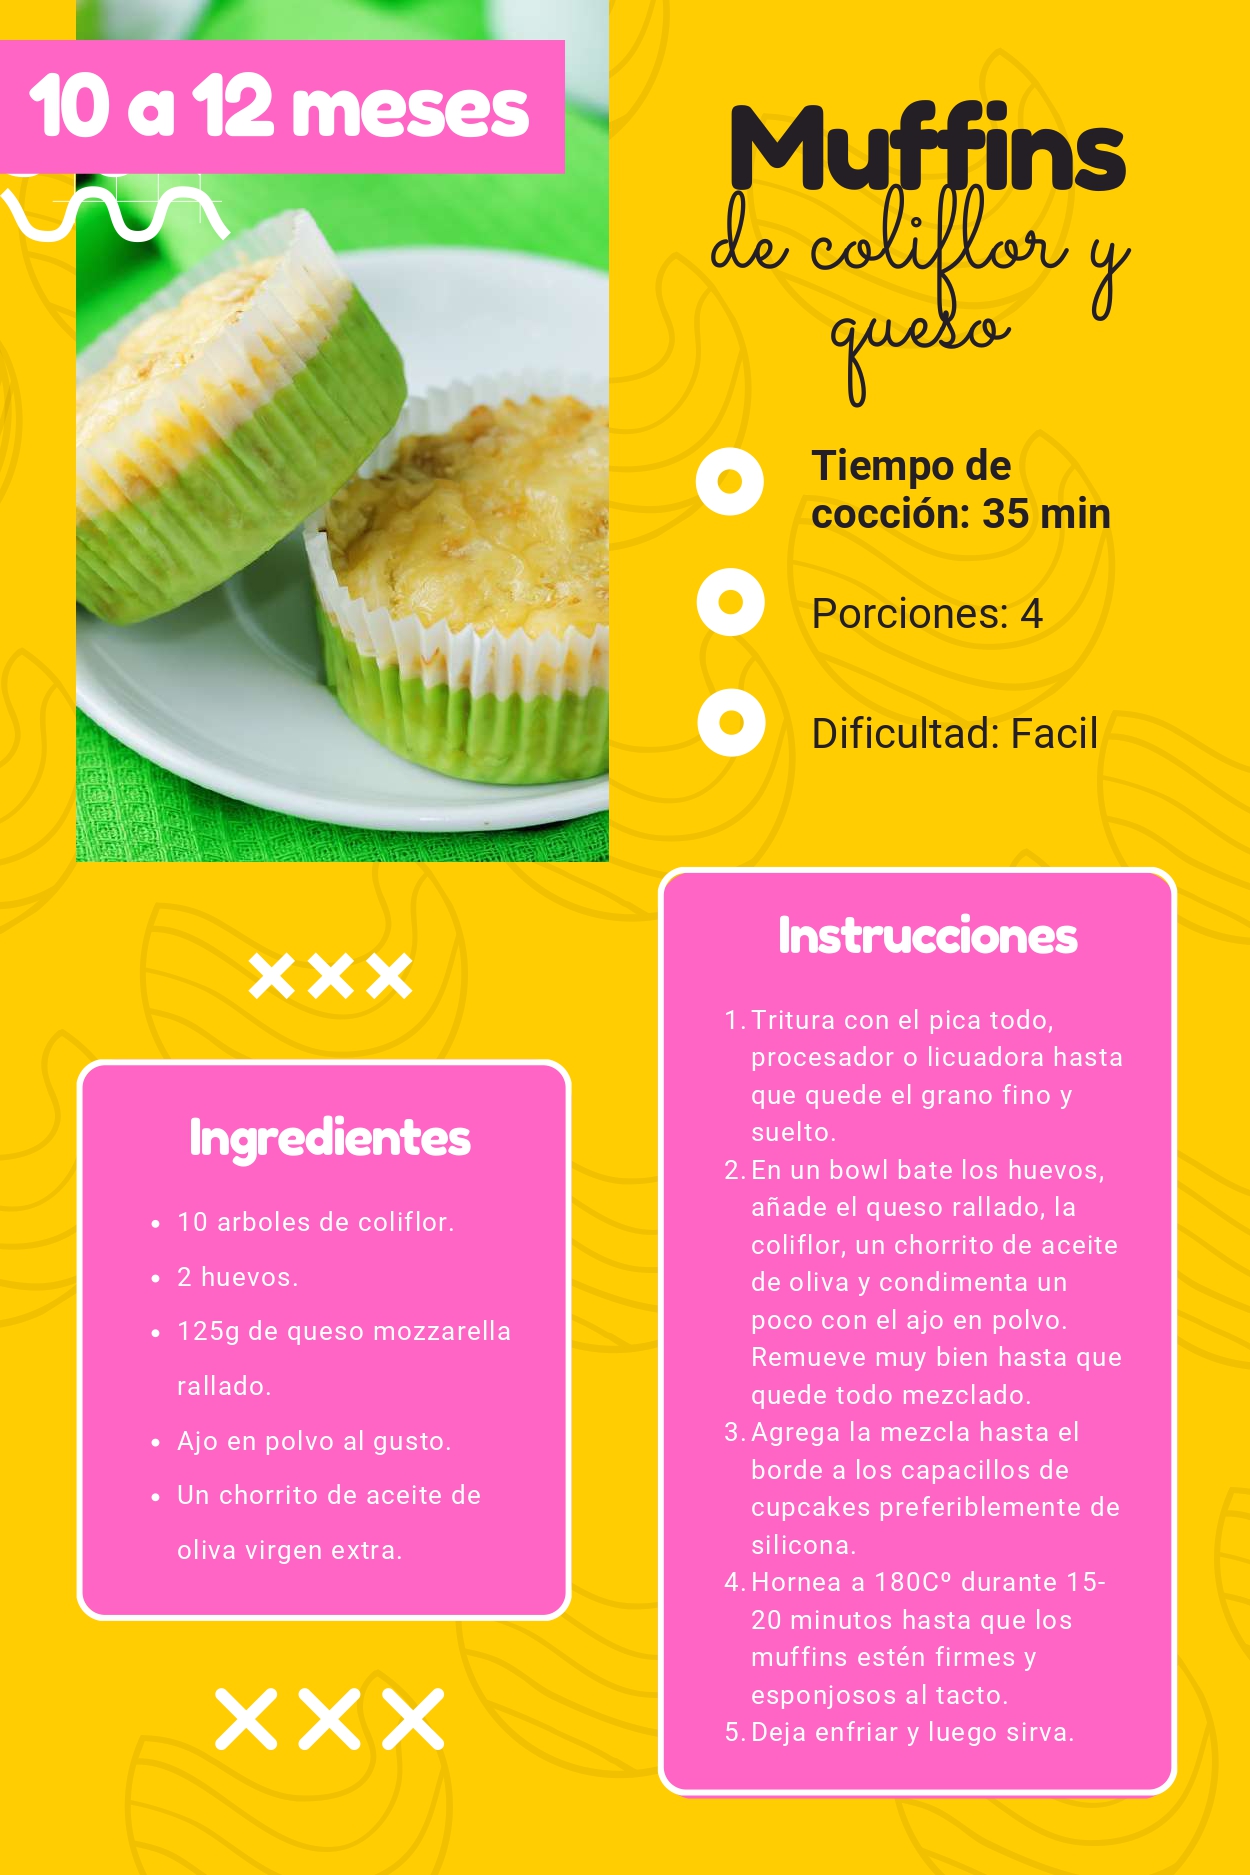 10 a 12 meses
Muffins
de coliflor y
queso
Tiempo de
cocción: 35 min
Porciones: 4
Dificultad: Facil
Ingredientes
• 10 arboles de coliflor.
• 2 huevos.
• 125g de queso mozzarella
rallado.
• Ajo en polvo al gusto.
• Un chorrito de aceite de
oliva virgen extra.
Instrucciones
1. Tritura con el pica todo,
procesador o licuadora hasta
que quede el grano fino y
suelto.
2. En un bowl bate los huevos,
añade el queso rallado, la
coliflor, un chorrito de aceite
de oliva y condimenta un
poco con el ajo en polvo.
Remueve muy bien hasta que
quede todo mezclado.
3. Agrega la mezcla hasta el
borde a los capacillos de
cupcakes preferiblemente de
silicona.
4. Hornea a 180Cº durante 15-
20 minutos hasta que los
muffins estén firmes y
esponjosos al tacto.
5. Deja enfriar y luego sirva.